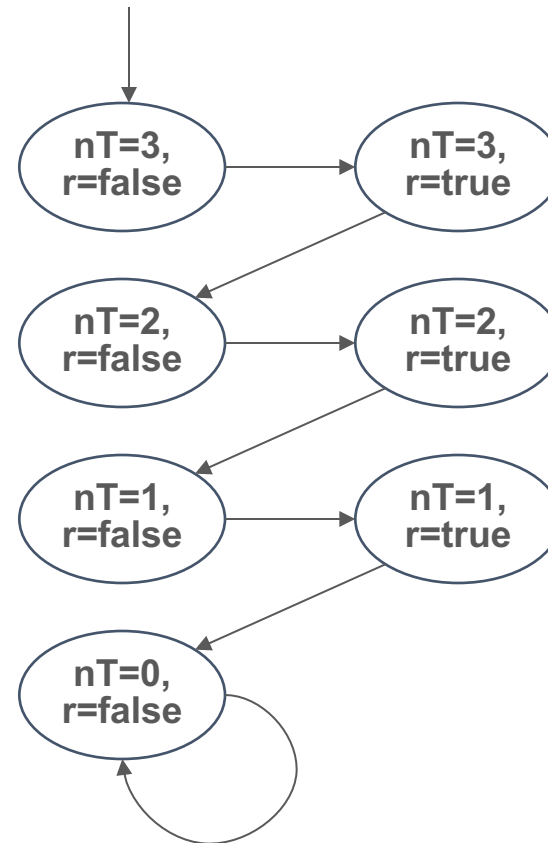 nT=3,
r=false
nT=3,
r=true
nT=2,
r=false
nT=2,
r=true
nT=1,
r=false
nT=1,
r=true
nT=0,
r=false